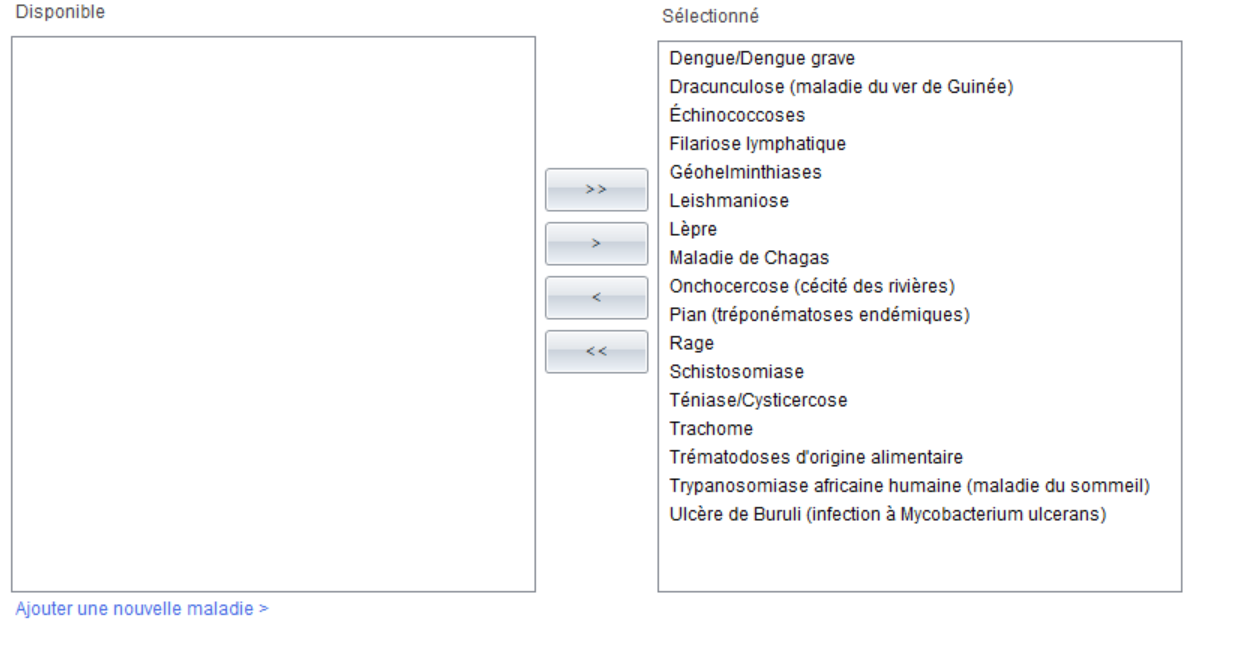 Disponible
Sélectionné
Dengue/Dengue grave
Dracunculose (maladie du ver de Guinée)
Échinococcoses
Filariose lymphatique
Géohelminthiases
Leishmaniose
Lèpre
Maladie de Chagas
Onchocercose (cécité des rivières)
Pian (tréponématoses endémiques)
Rage
Schistosomiase
Téniase/Cysticercose
Trachome
Trématodoses d'origine alimentaire
Trypanosomiase africaine humaine (maladie du sommeil)
Ulcère de Buruli (infection à Mycobacterium ulcerans)
>>
>
<
<<
Ajouter une nouvelle maladie >